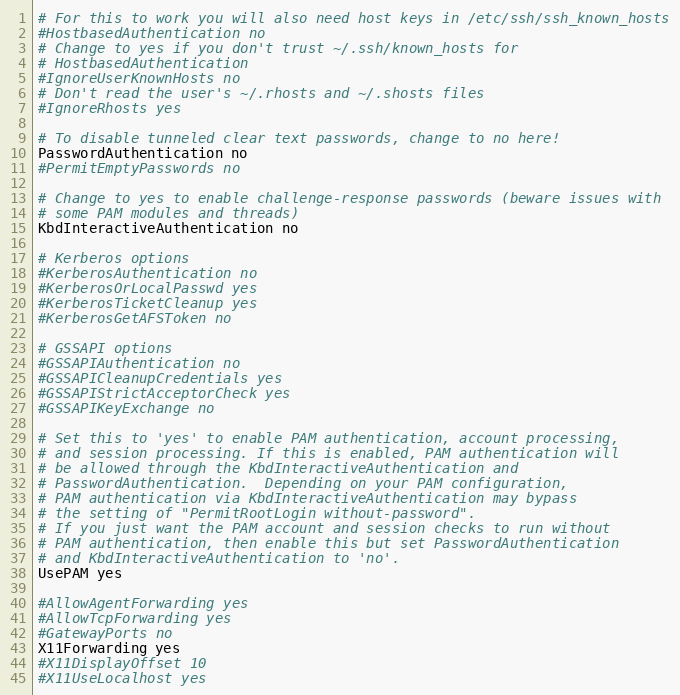 1 # For this to work you will also need host keys in /etc/ssh/ssh_known_hosts
2 #HostbasedAuthentication no
3 # Change to yes if you don't trust ~/.ssh/known_hosts for
4 # HostbasedAuthentication
5 #IgnoreUserKnownHosts no
6 # Don't read the user's ~/.rhosts and ~/.shosts files
7 #IgnoreRhosts yes
8
9 # To disable tunneled clear text passwords, change to no here!
10 PasswordAuthentication no
11 #PermitEmptyPasswords no
12
13 # Change to yes to enable challenge-response passwords (beware issues with
14 # some PAM modules and threads)
15 KbdInteractiveAuthentication no
16
17 # Kerberos options
18 #KerberosAuthentication no
19 #KerberosOrLocalPasswd yes
20 #KerberosTicketCleanup yes
21 #KerberosGetAFSToken no
22
23 # GSSAPI options
24 #GSSAPIAuthentication no
25 #GSSAPICleanupCredentials yes
26 #GSSAPIStrictAcceptorCheck yes
27 #GSSAPIKeyExchange no
28
29 # Set this to 'yes' to enable PAM authentication, account processing,
30 # and session processing. If this is enabled, PAM authentication will
31 # be allowed through the KbdInteractiveAuthentication and
32 # PasswordAuthentication.  Depending on your PAM configuration,
33 # PAM authentication via KbdInteractiveAuthentication may bypass
34 # the setting of "PermitRootLogin without-password".
35 # If you just want the PAM account and session checks to run without
36 # PAM authentication, then enable this but set PasswordAuthentication
37 # and KbdInteractiveAuthentication to 'no'.
38 UsePAM yes
39
40 #AllowAgentForwarding yes
41 #AllowTcpForwarding yes
42 #GatewayPorts no
43 X11Forwarding yes
44 #X11DisplayOffset 10
45 #X11UseLocalhost yes